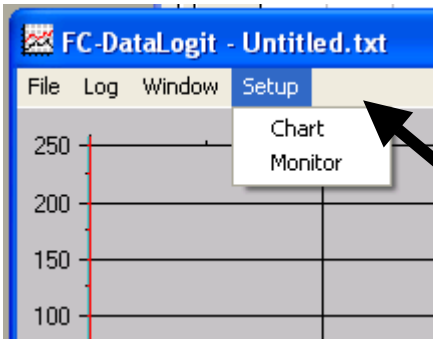 FC-DataLogit - Untitled.txt
File Log Window Setup
Chart
Monitor
250
200
150
100